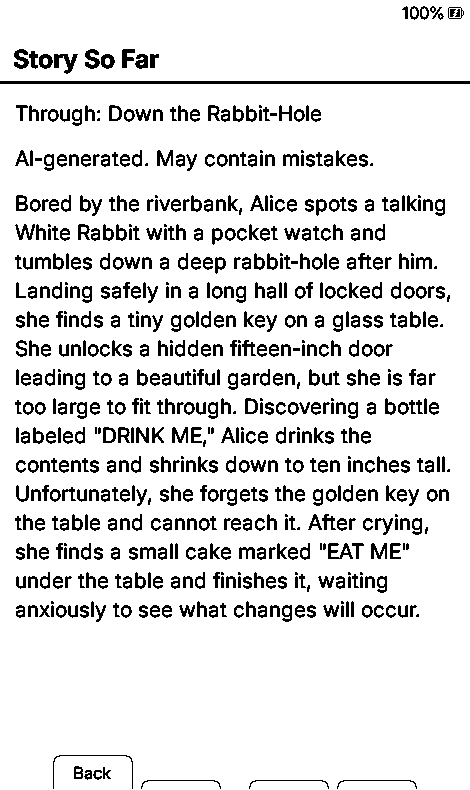 100%
Story So Far
Through: Down the Rabbit-Hole
AI-generated. May contain mistakes.
Bored by the riverbank, Alice spots a talking
White Rabbit with a pocket watch and
tumbles down a deep rabbit-hole after him.
Landing safely in a long hall of locked doors,
she finds a tiny golden key on a glass table.
She unlocks a hidden fifteen-inch door
leading to a beautiful garden, but she is far
too large to fit through. Discovering a bottle
labeled "DRINK ME," Alice drinks the
contents and shrinks down to ten inches tall.
Unfortunately, she forgets the golden key on
the table and cannot reach it. After crying,
she finds a small cake marked "EAT ME"
under the table and finishes it, waiting
anxiously to see what changes will occur.
Back